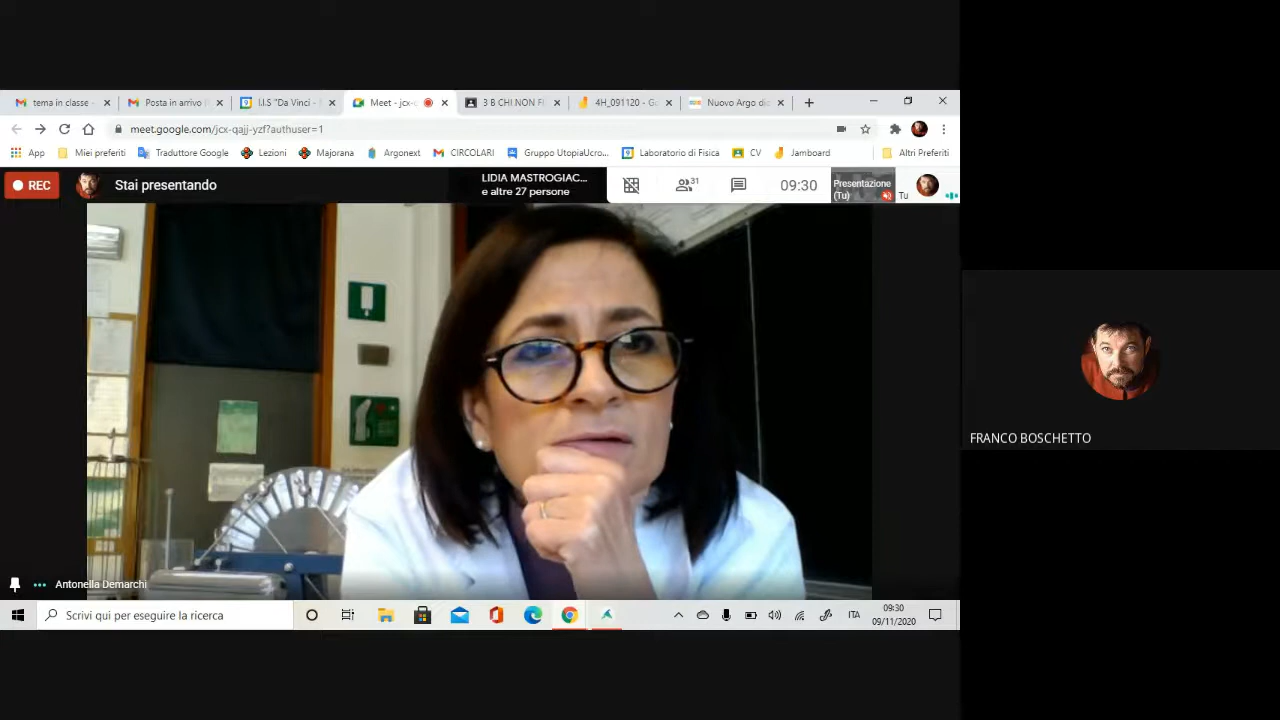 tema in classe -
Posta in arrivo
I.I.S "Da Vinci -
Meet - jcx-
3 B CHI NON F
4H_091120 - G
Nuovo Argo di
meet.google.com/jcx-qajj-yzf?authuser=1
App
Miei preferiti
Traduttore Google
Lezioni
Majorana
Argonext
CIRCOLARI
Gruppo UtopiaUcro...
Laboratorio di Fisica
CV
Jamboard
Altri Preferiti
REC
Stai presentando
LIDIA MASTROGIAC...
e altre 27 persone
31
09:30
Presentazione
(Tu)
Tu
FRANCO BOSCHETTO
Antonella Demarchi
Scrivi qui per eseguire la ricerca
ITA
09:30
09/11/2020